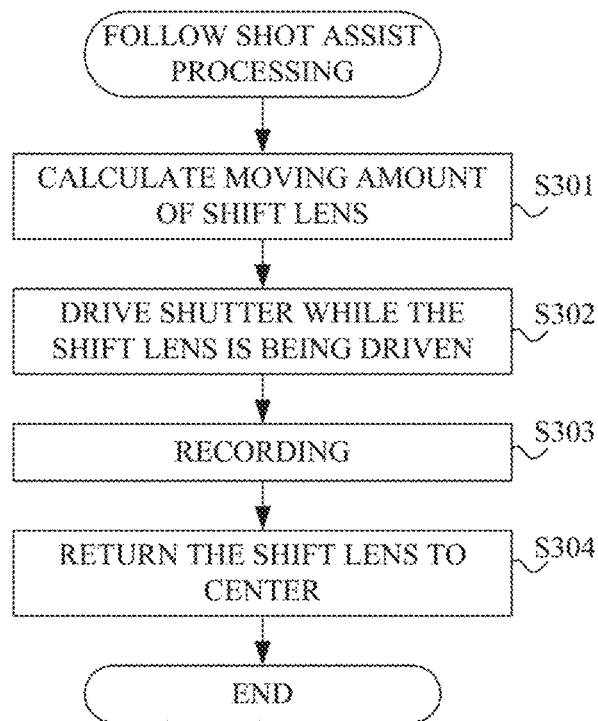 FOLLOW SHOT ASSIST
PROCESSING
CALCULATE MOVING AMOUNT
OF SHIFT LENS
S301
DRIVE SHUTTER WHILE THE
SHIFT LENS IS BEING DRIVEN
S302
RECORDING
S303
RETURN THE SHIFT LENS TO
CENTER
S304
END